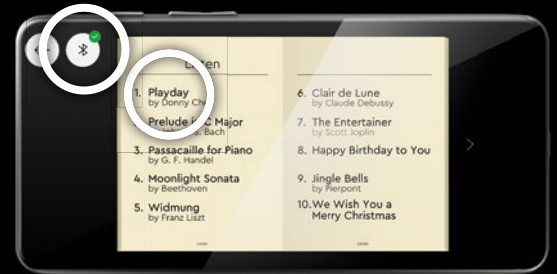 Listen
1. Playday
by Donny
Prelude in C Major
S. Bach
3. Passacaille for Piano
by G. F. Handel
4. Moonlight Sonata
by Beethoven
5. Widmung
by Franz Liszt
6. Clair de Lune
by Claude Debussy
7. The Entertainer
by Scott Joplin
8. Happy Birthday to You
9. Jingle Bells
by Pierpont
10. We Wish You a
Merry Christmas